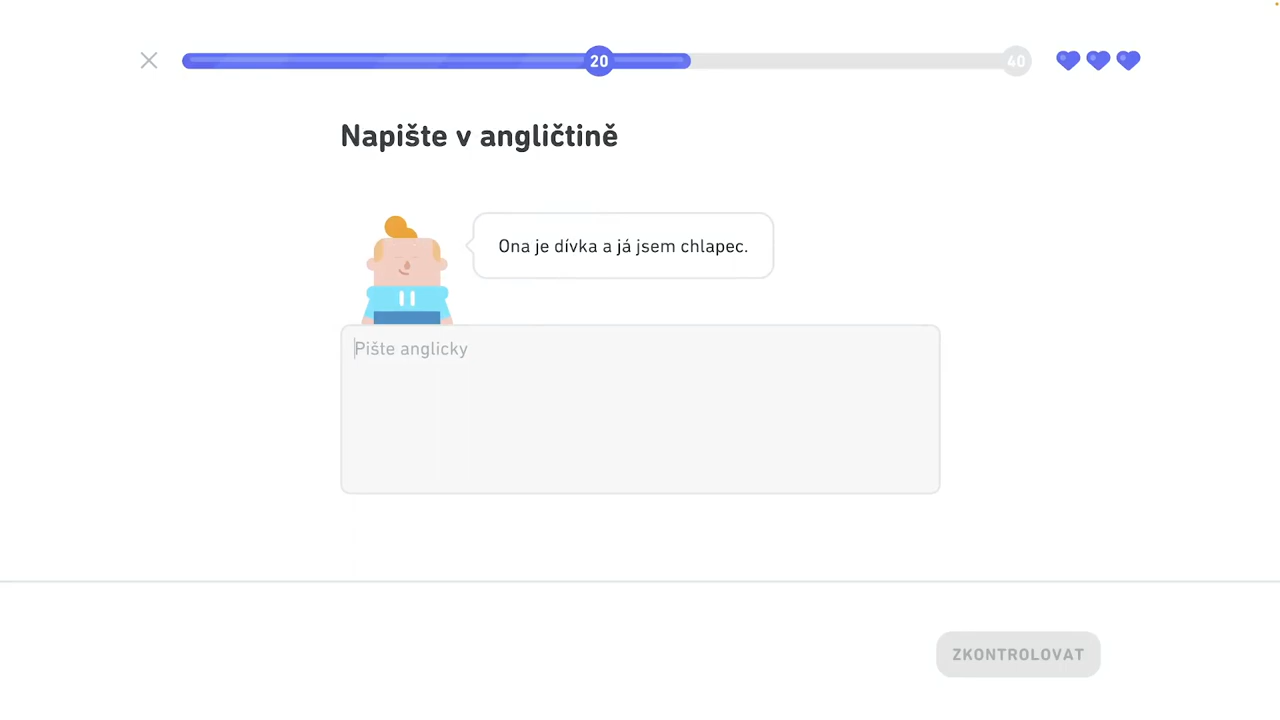 20
40
Napište v angličtině
Ona je dívka a já jsem chlapec.
Pište anglicky
ZKONTROLOVAT